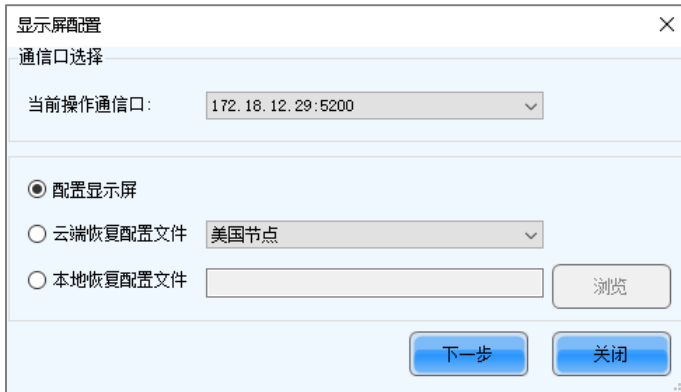 显示屏配置
通信口选择
当前操作通信口: 172.18.12.29:5200
配置显示屏
云端恢复配置文件 美国节点
本地恢复配置文件 浏览
下一步 关闭